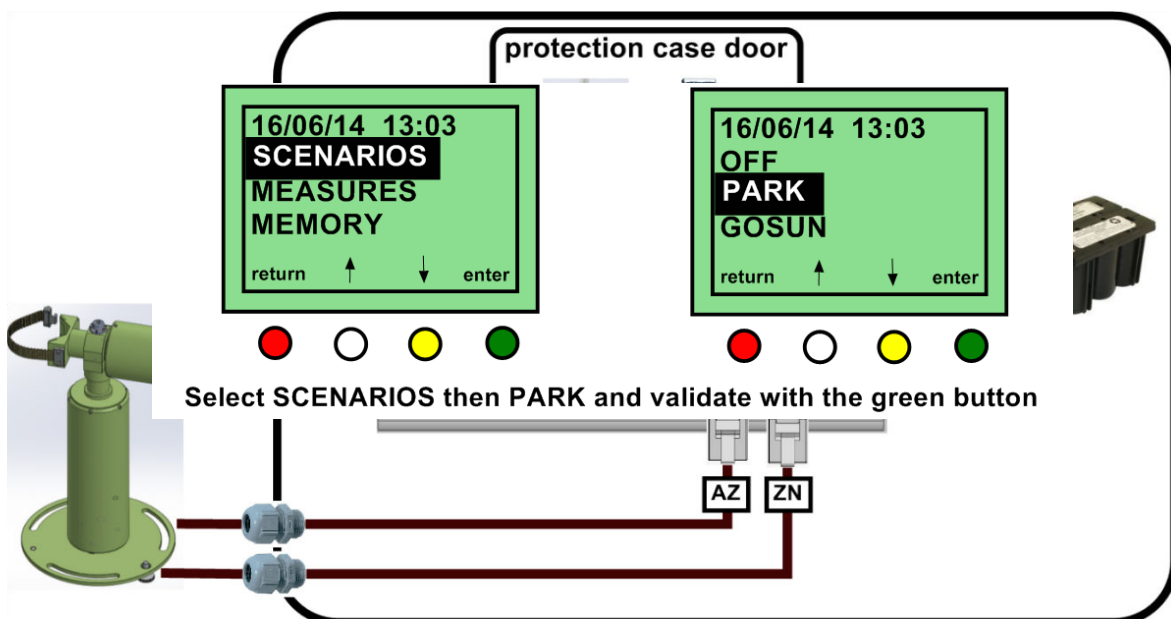 protection case door
16/06/14 13:03
SCENARIOS
MEASURES
MEMORY
return ↑ ↓ enter
16/06/14 13:03
OFF
PARK
GOSUN
return ↑ ↓ enter
Select SCENARIOS then PARK and validate with the green button
AZ ZN